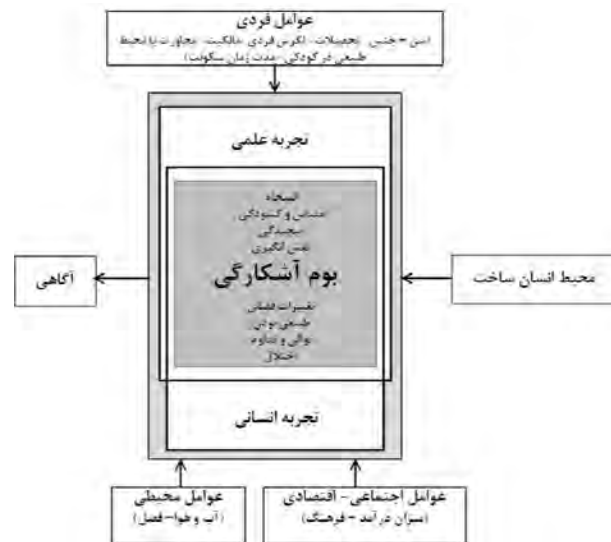 عوامل فردی
(سن - جنس - تحصیلات - نگرش فردی - مالکیت - مجاورت با محیط
طبیعی در کودکی - مدت زمان سکونت)
تجربه علمی
انسجام
مقیاس و گشودگی
پیچیدگی
نقش انگیزی
بوم آشکارگی
تغییرات فصلی
طبیعی بودن
توالی و تداوم
اختلال
تجربه انسانی
محیط انسان ساخت
آگاهی
عوامل اجتماعی - اقتصادی
(میزان درآمد - فرهنگ)
عوامل محیطی
(آب و هوا - فصل)